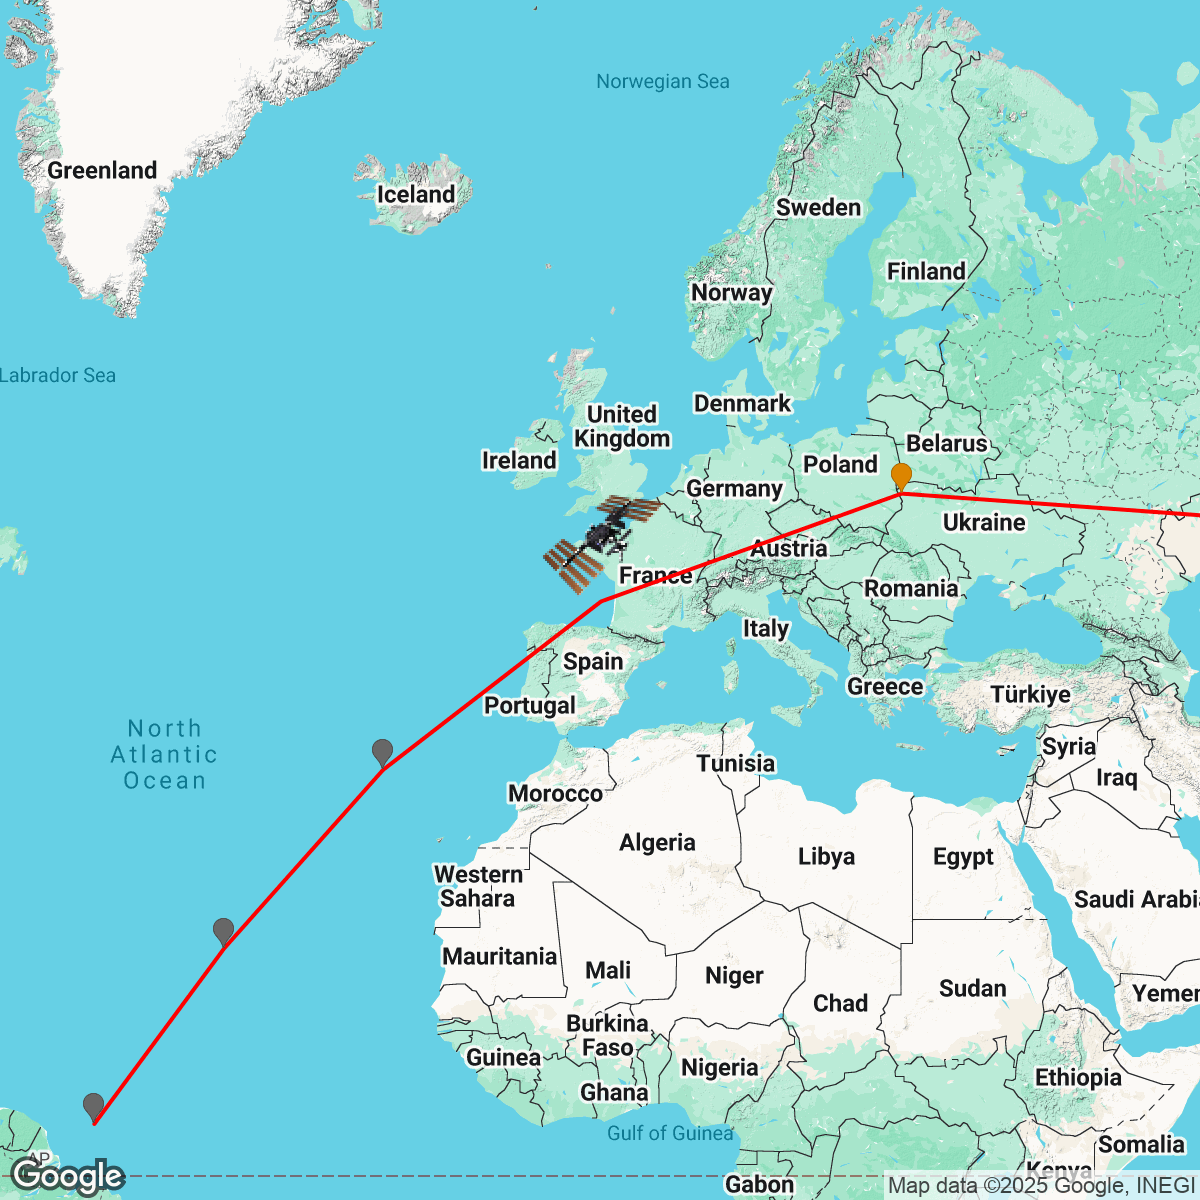 Norwegian Sea
Greenland
Iceland
Sweden
Finland
Norway
Labrador Sea
Denmark
United
Kingdom
Ireland
Belarus
Poland
Germany
Ukraine
Austria
France
Romania
Italy
Spain
Greece
Türkiye
Portugal
North
Atlantic
Ocean
Syria
Tunisia
Iraq
Morocco
Algeria
Libya
Egypt
Western
Sahara
Saudi Arabia
Mauritania
Mali
Niger
Sudan
Yemen
Chad
Burkina
Faso
Guinea
Nigeria
Ethiopia
Ghana
Gulf of Guinea
Somalia
AP
Kenya
Gabon
Google
Map data ©2025 Google, INEGI